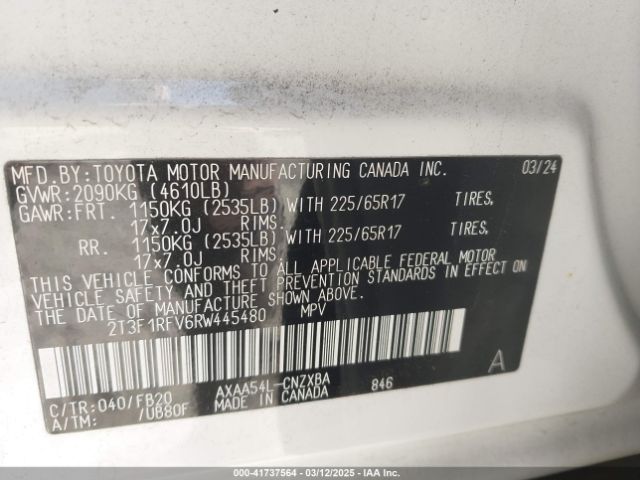 MFD.BY:TOYOTA MOTOR MANUFACTURING CANADA INC. 03/24
GVWR:2090KG (4610LB)
GAWR:FRT. 1150KG (2535LB) WITH 225/65R17 TIRES,
17x7.0J RIMS.
RR. 1150KG (2535LB) WITH 225/65R17 TIRES,
17x7.0J RIMS.
THIS VEHICLE CONFORMS TO ALL APPLICABLE FEDERAL MOTOR
VEHICLE SAFETY AND THEFT PREVENTION STANDARDS IN EFFECT ON
THE DATE OF MANUFACTURE SHOWN ABOVE.
2T3F1RFV6RW445480 MPV
A
C/TR:040/FB20 AXAA54L-CNZXBA 846
A/TM: /UB80F MADE IN CANADA
000-41737564 - 03/12/2025 - IAA Inc.